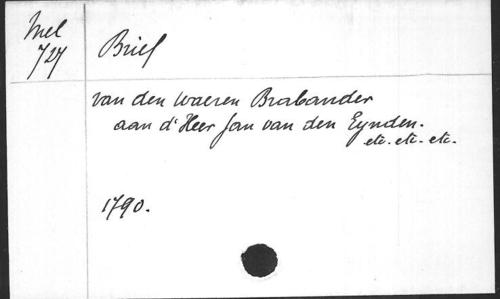 Mel
727
Brief
van den waeren Brabander
aan d' Heer Jan van den Eynden.
etc. etc. etc.
1790.